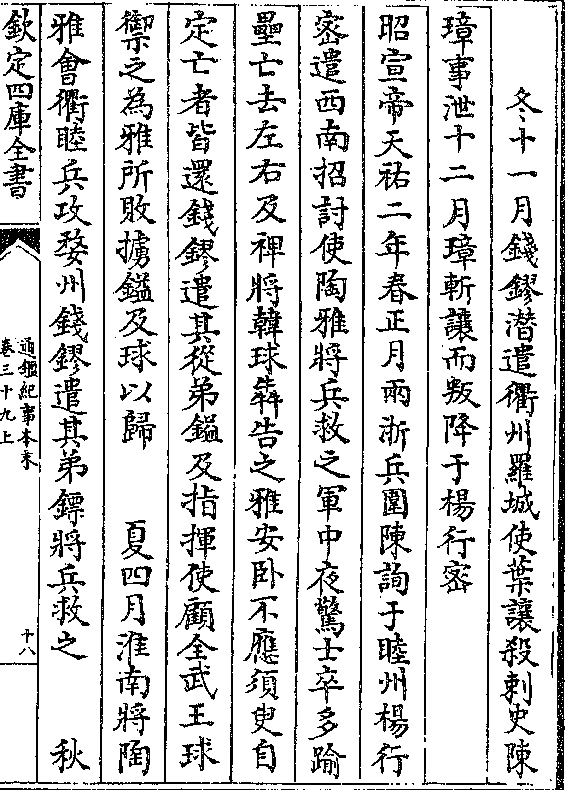 冬十一月錢鏐潛遣衢州羅城使葉讓殺刺史陳
璋事泄十二月璋斬讓而叛降于楊行密
昭宣帝天祐二年春正月兩浙兵圍陳詢于睦州楊行
密遣西南招討使陶雅將兵救之軍中夜驚士卒多踰
壘亡去左右及裨將韓球犇告之雅安卧不應須臾自
定亡者皆還錢鏐遣其從弟鎰及指揮使顧全武王球
禦之為雅所敗擄鎰及球以歸　夏四月淮南將陶
雅會衢睦兵攻婺州錢鏐遣其弟鏢將兵救之　秋
欽定四庫全書
通鑑紀事本末
卷三十九上
十八